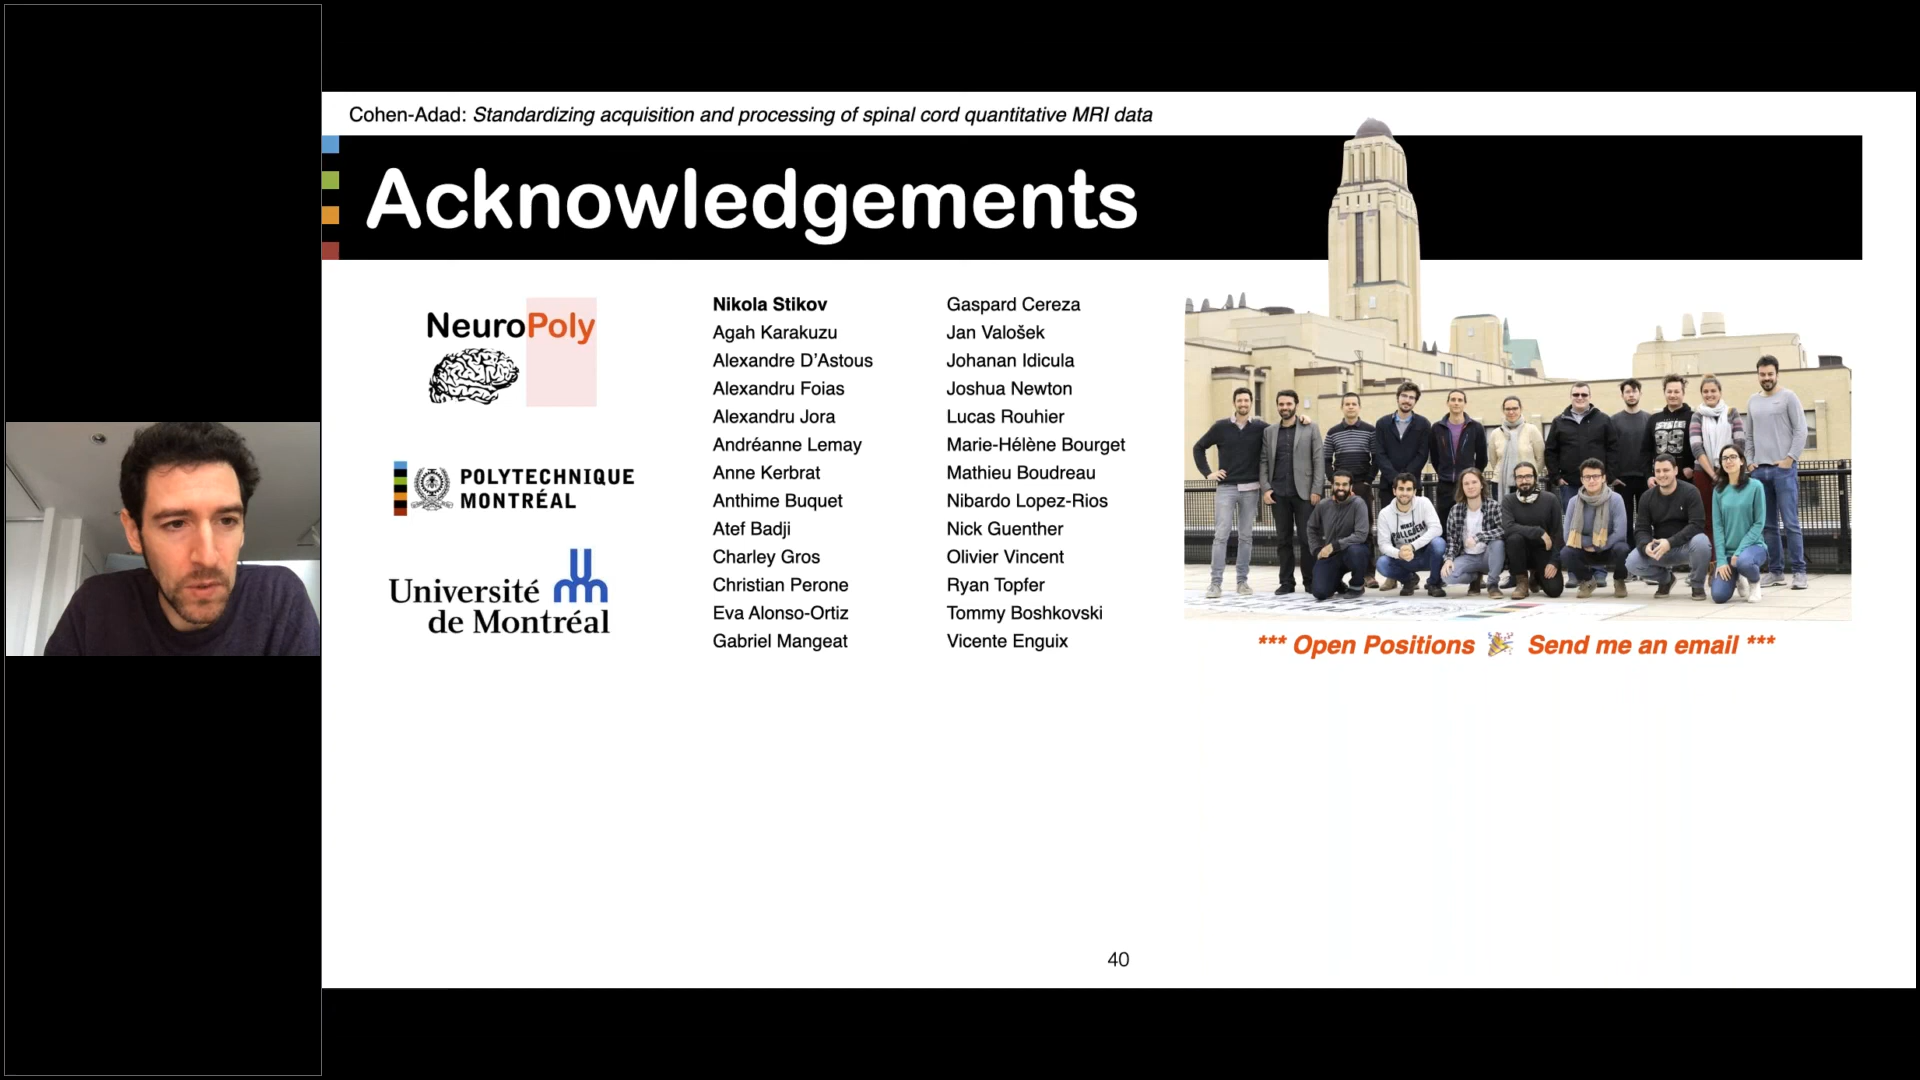 Cohen-Adad: Standardizing acquisition and processing of spinal cord quantitative MRI data
Acknowledgements
NeuroPoly
POLYTECHNIQUE
MONTRÉAL
Université
de Montréal
Nikola Stikov
Agah Karakuzu
Alexandre D’Astous
Alexandru Foias
Alexandru Jora
Andréanne Lemay
Anne Kerbrat
Anthime Buquet
Atef Badji
Charley Gros
Christian Perone
Eva Alonso-Ortiz
Gabriel Mangeat
Gaspard Cereza
Jan Valošek
Johanan Idicula
Joshua Newton
Lucas Rouhier
Marie-Hélène Bourget
Mathieu Boudreau
Nibardo Lopez-Rios
Nick Guenther
Olivier Vincent
Ryan Topfer
Tommy Boshkovski
Vicente Enguix
*** Open Positions 🎉 Send me an email ***
40